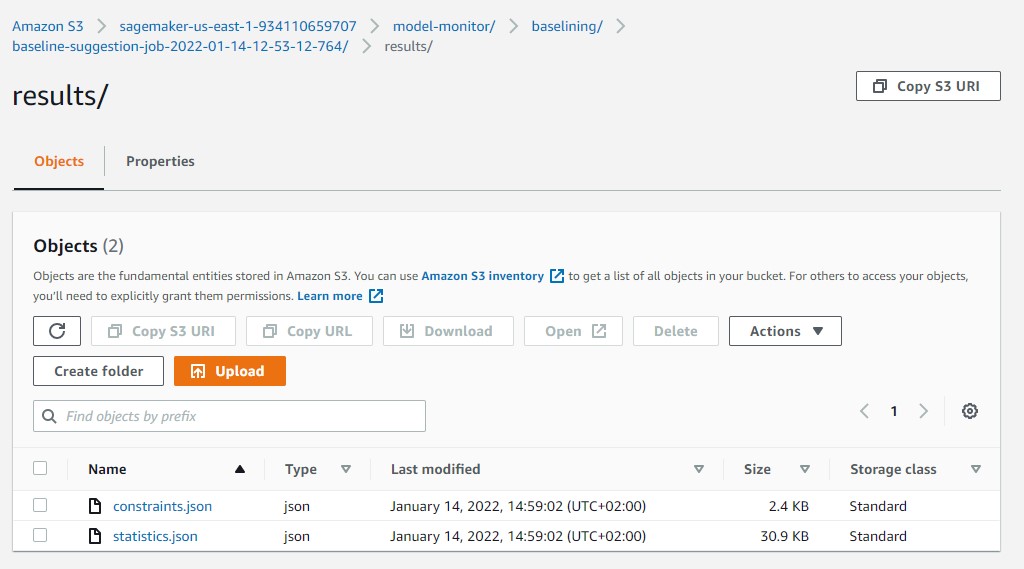 Amazon S3 > sagemaker-us-east-1-934110659707 > model-monitor/ > baselining/ >
baseline-suggestion-job-2022-01-14-12-53-12-764/ > results/
results/
Copy S3 URI
Objects Properties
Objects (2)
Objects are the fundamental entities stored in Amazon S3. You can use Amazon S3 inventory to get a list of all objects in your bucket. For others to access your objects,
you'll need to explicitly grant them permissions. Learn more
Copy S3 URI Copy URL Download Open Delete Actions
Create folder Upload
Find objects by prefix 1
Name Type Last modified Size Storage class
constraints.json json January 14, 2022, 14:59:02 (UTC+02:00) 2.4 KB Standard
statistics.json json January 14, 2022, 14:59:02 (UTC+02:00) 30.9 KB Standard